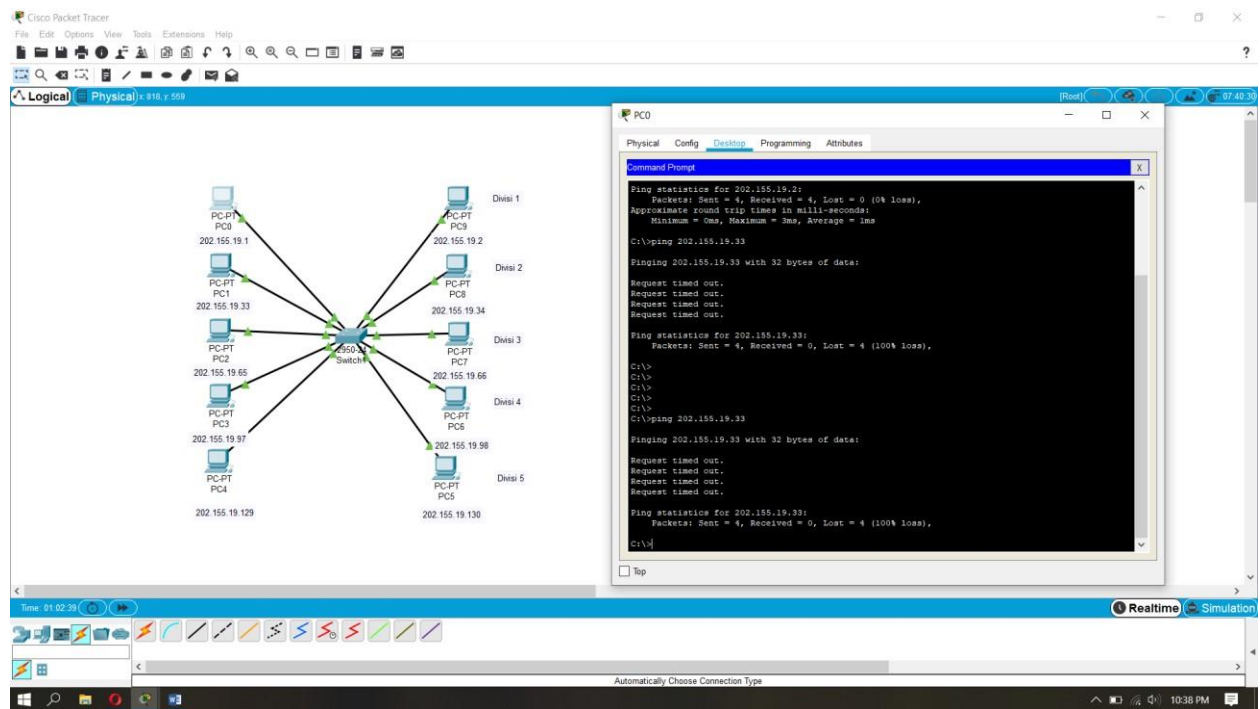 Cisco Packet Tracer
File Edit Options View Tools Extensions Help
?
Logical Physical x: 818, y: 559
[Root] 07:40:30
PC0
Physical Config Desktop Programming Attributes
Command Prompt X
Ping statistics for 202.155.19.2:
Packets: Sent = 4, Received = 4, Lost = 0 (0% loss),
Approximate round trip times in milli-seconds:
Minimum = 0ms, Maximum = 3ms, Average = 1ms
C:\>ping 202.155.19.33
Pinging 202.155.19.33 with 32 bytes of data:
Request timed out.
Request timed out.
Request timed out.
Request timed out.
Ping statistics for 202.155.19.33:
Packets: Sent = 4, Received = 0, Lost = 4 (100% loss),
C:\>
C:\>
C:\>
C:\>
C:\>
C:\>ping 202.155.19.33
Pinging 202.155.19.33 with 32 bytes of data:
Request timed out.
Request timed out.
Request timed out.
Request timed out.
Ping statistics for 202.155.19.33:
Packets: Sent = 4, Received = 0, Lost = 4 (100% loss),
C:\>
Top
PC-PT
PC0
202.155.19.1
PC-PT
PC9
202.155.19.2
Divisi 1
PC-PT
PC1
202.155.19.33
PC-PT
PC8
202.155.19.34
Divisi 2
PC-PT
PC2
202.155.19.65
2950-24
Switch1
PC-PT
PC7
202.155.19.66
Divisi 3
PC-PT
PC3
202.155.19.97
PC-PT
PC6
202.155.19.98
Divisi 4
PC-PT
PC4
202.155.19.129
PC-PT
PC5
202.155.19.130
Divisi 5
Time: 01:02:39
Realtime Simulation
Automatically Choose Connection Type
10:38 PM